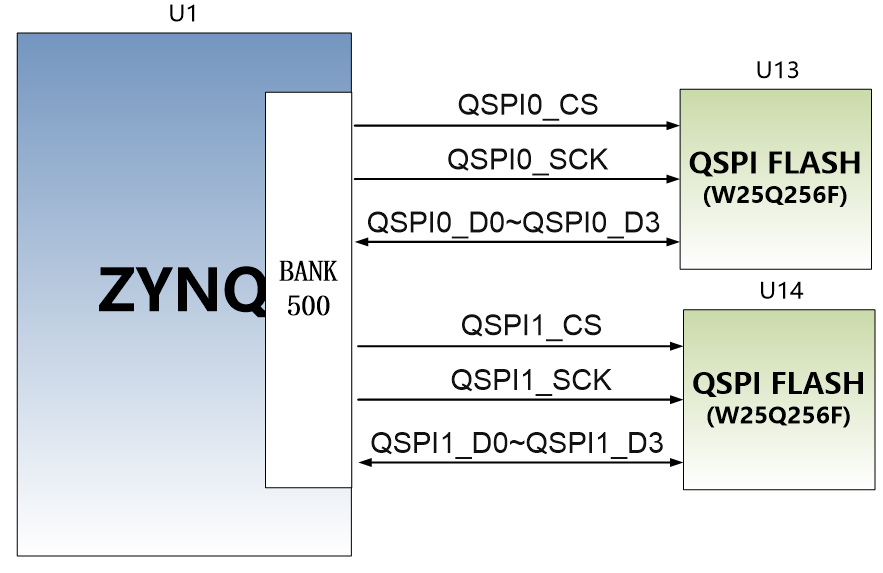 U1
ZYNQ
BANK
500
QSPI0_CS
QSPI0_SCK
QSPI0_D0~QSPI0_D3
U13
QSPI FLASH
(W25Q256F)
QSPI1_CS
QSPI1_SCK
QSPI1_D0~QSPI1_D3
U14
QSPI FLASH
(W25Q256F)